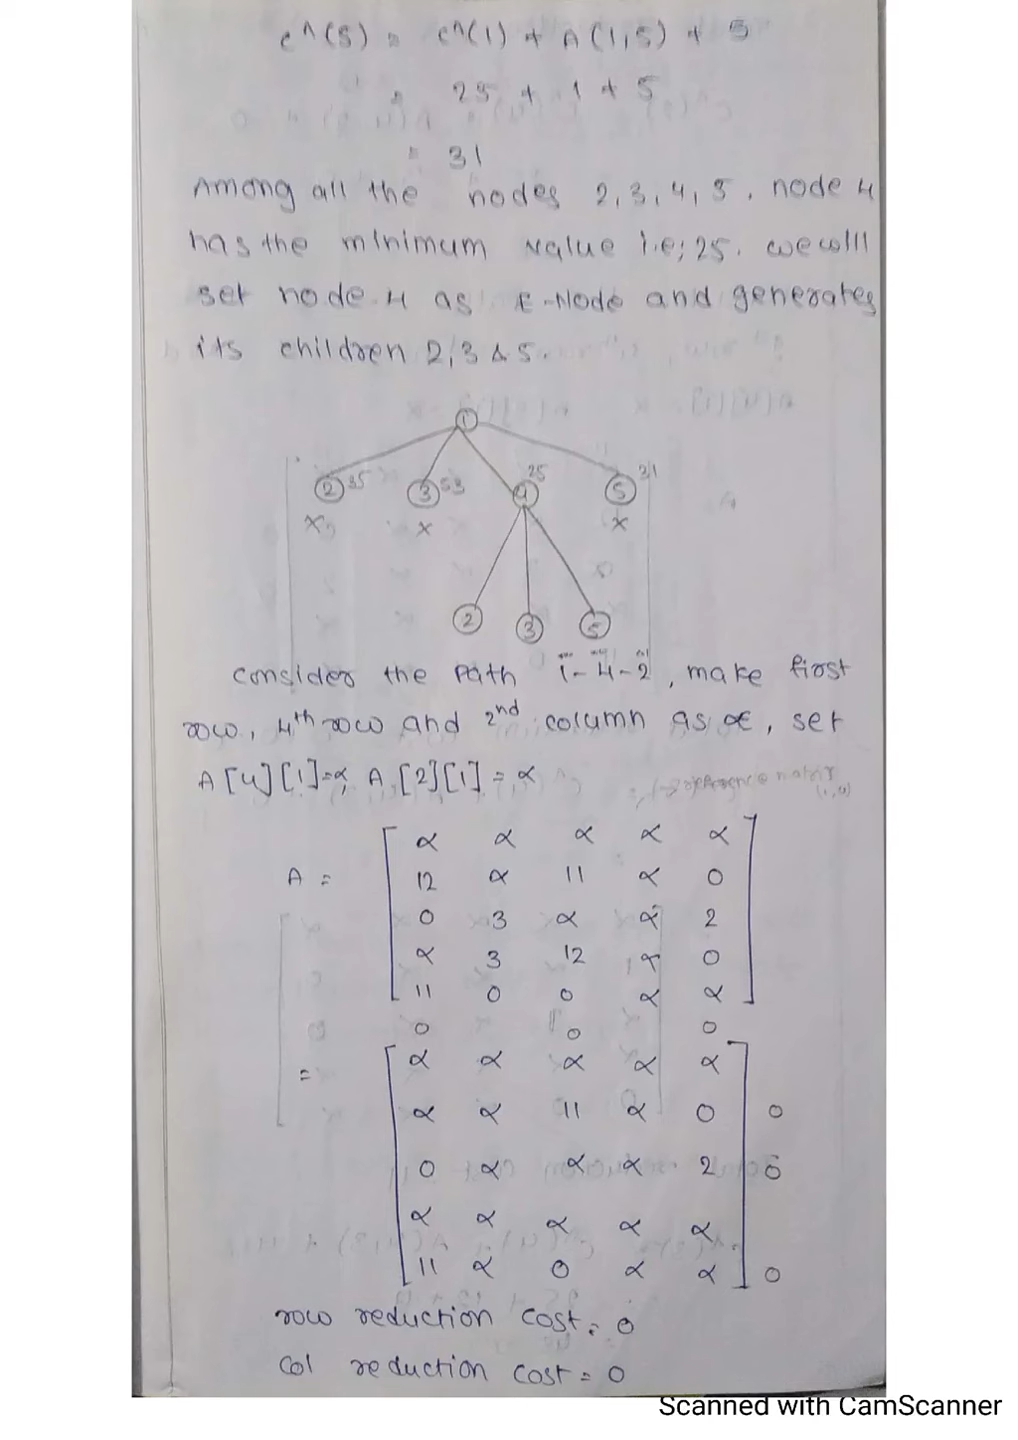 c^(5) = c^(1) + A(1,5) + 5
= 25 + 1 + 5
= 31
Among all the nodes 2,3,4,5, node 4
has the minimum value i.e; 25. we will
set node 4 as E-Node and generates
its children 2,3 & 5.
1
2 35 3 53 4 25 5 31
x x x
2 3 5
consider the path 1-4-2, make first
row, 4th row and 2nd column as α, set
A[4][1]=α, A[2][1] = α
A =
α α α α α
12 α 11 α 0
0 3 α α 2
α 3 12 α 0
11 0 0 α α
0 0 0
=
α α α α α
α α 11 α 0 0
0 α α α 2 0
α α α α α
11 α 0 α α 0
row reduction cost = 0
col reduction cost = 0
Scanned with CamScanner